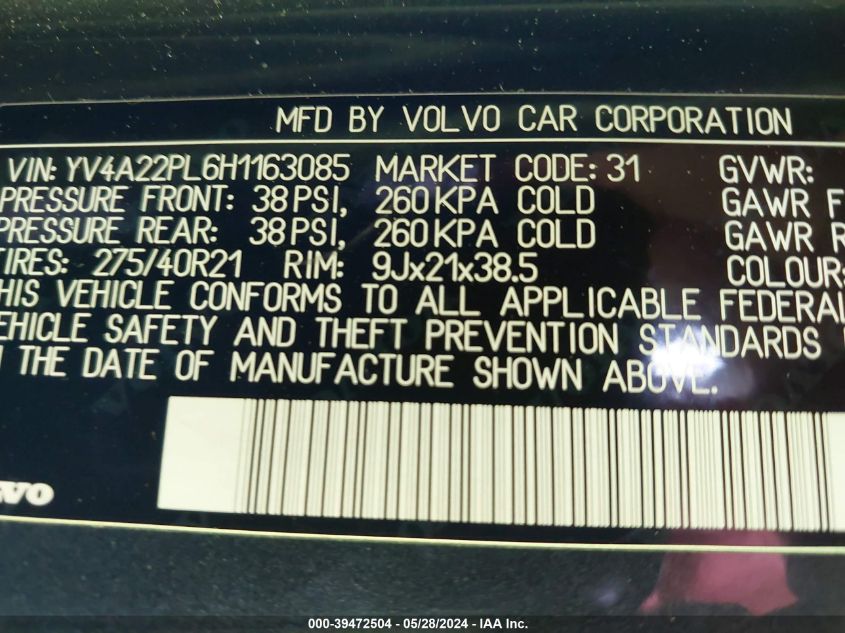 MFD BY VOLVO CAR CORPORATION
VIN: YV4A22PL6H1163085 MARKET CODE: 31 GVWR:
PRESSURE FRONT: 38 PSI, 260 KPA COLD GAWR F
PRESSURE REAR: 38 PSI, 260 KPA COLD GAWR R
TIRES: 275/40R21 RIM: 9Jx21x38.5 COLOUR:
THIS VEHICLE CONFORMS TO ALL APPLICABLE FEDERAL
VEHICLE SAFETY AND THEFT PREVENTION STANDARDS
THE DATE OF MANUFACTURE SHOWN ABOVE.
LVO
000-39472504 - 05/28/2024 - IAA Inc.